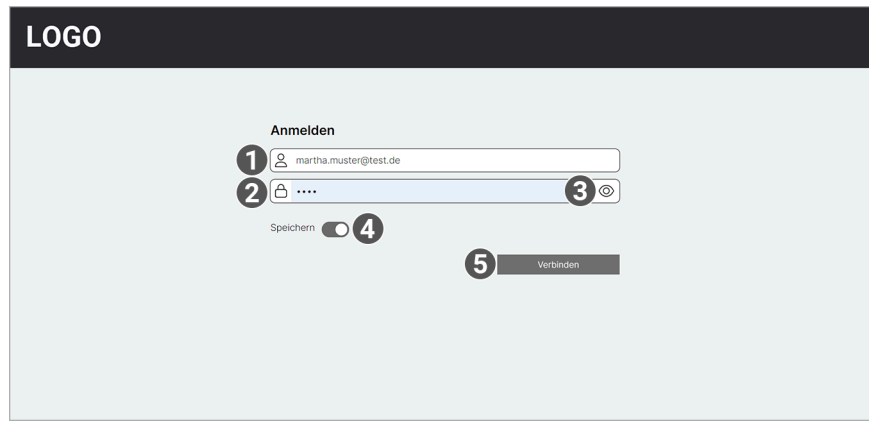 LOGO
Anmelden
1 martha.muster@test.de
2 •••• 3
Speichern 4
5 Verbinden